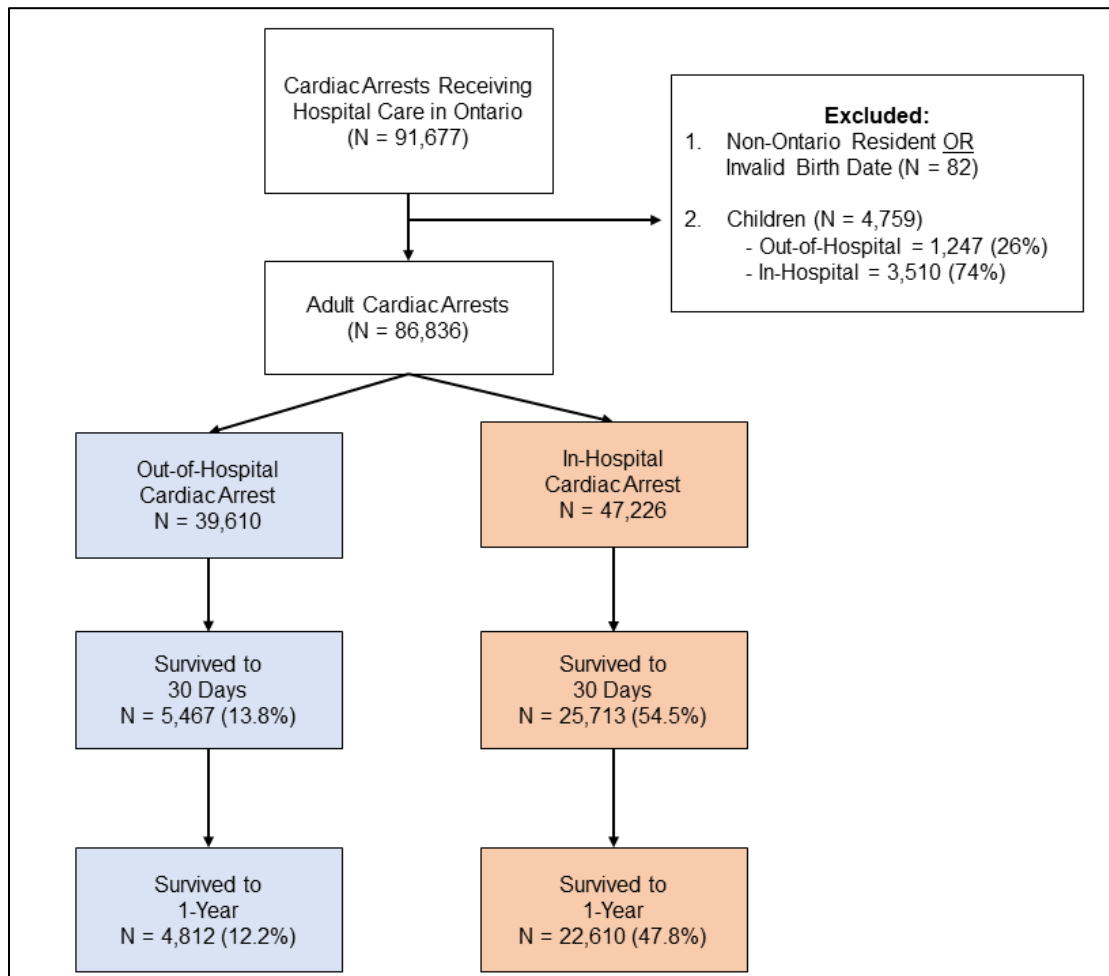 Cardiac Arrests Receiving
Hospital Care in Ontario
(N = 91,677)
Excluded:
1. Non-Ontario Resident OR
Invalid Birth Date (N = 82)
2. Children (N = 4,759)
- Out-of-Hospital = 1,247 (26%)
- In-Hospital = 3,510 (74%)
Adult Cardiac Arrests
(N = 86,836)
Out-of-Hospital
Cardiac Arrest
N = 39,610
In-Hospital
Cardiac Arrest
N = 47,226
Survived to
30 Days
N = 5,467 (13.8%)
Survived to
30 Days
N = 25,713 (54.5%)
Survived to
1-Year
N = 4,812 (12.2%)
Survived to
1-Year
N = 22,610 (47.8%)